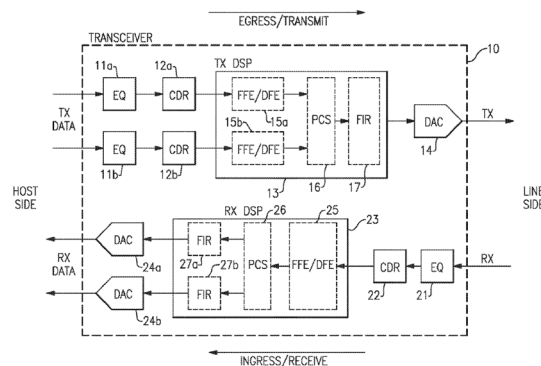 EGRESS/TRANSMIT
TRANSCEIVER
10
11a
12a
TX DSP
EQ
CDR
FFE/DFE
15a
TX
DATA
15b
PCS
FIR
DAC
TX
14
EQ
CDR
FFE/DFE
11b
12b
13
16
17
HOST
SIDE
LINE
SIDE
RX DSP
26
25
23
DAC
FIR
RX
24a
27a
27b
PCS
FFE/DFE
CDR
EQ
RX
DATA
22
21
DAC
FIR
24b
INGRESS/RECEIVE